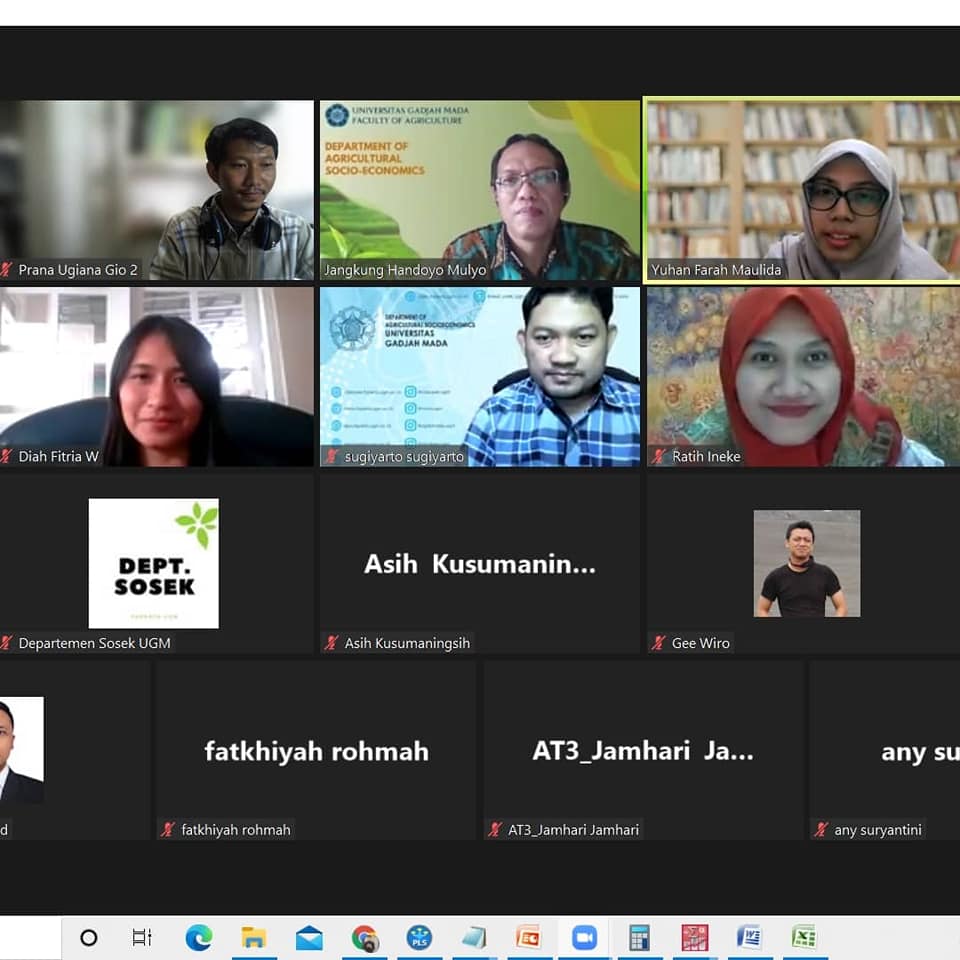 UNIVERSITAS GADJAH MADA
FACULTY OF AGRICULTURE
DEPARTMENT OF
AGRICULTURAL
SOCIO-ECONOMICS
Prana Ugiana Gio 2
Jangkung Handoyo Mulyo
Yuhan Farah Maulida
DEPARTMENT OF
AGRICULTURAL SOCIOECONOMICS
UNIVERSITAS
GADJAH MADA
Diah Fitria W
sugiyarto sugiyarto
Ratih Ineke
DEPT.
SOSEK
Asih Kusumanin...
Departemen Sosek UGM
Asih Kusumaningsih
Gee Wiro
fatkhiyah rohmah
AT3_Jamhari Ja...
any su
d
fatkhiyah rohmah
AT3_Jamhari Jamhari
any suryantini
PLS